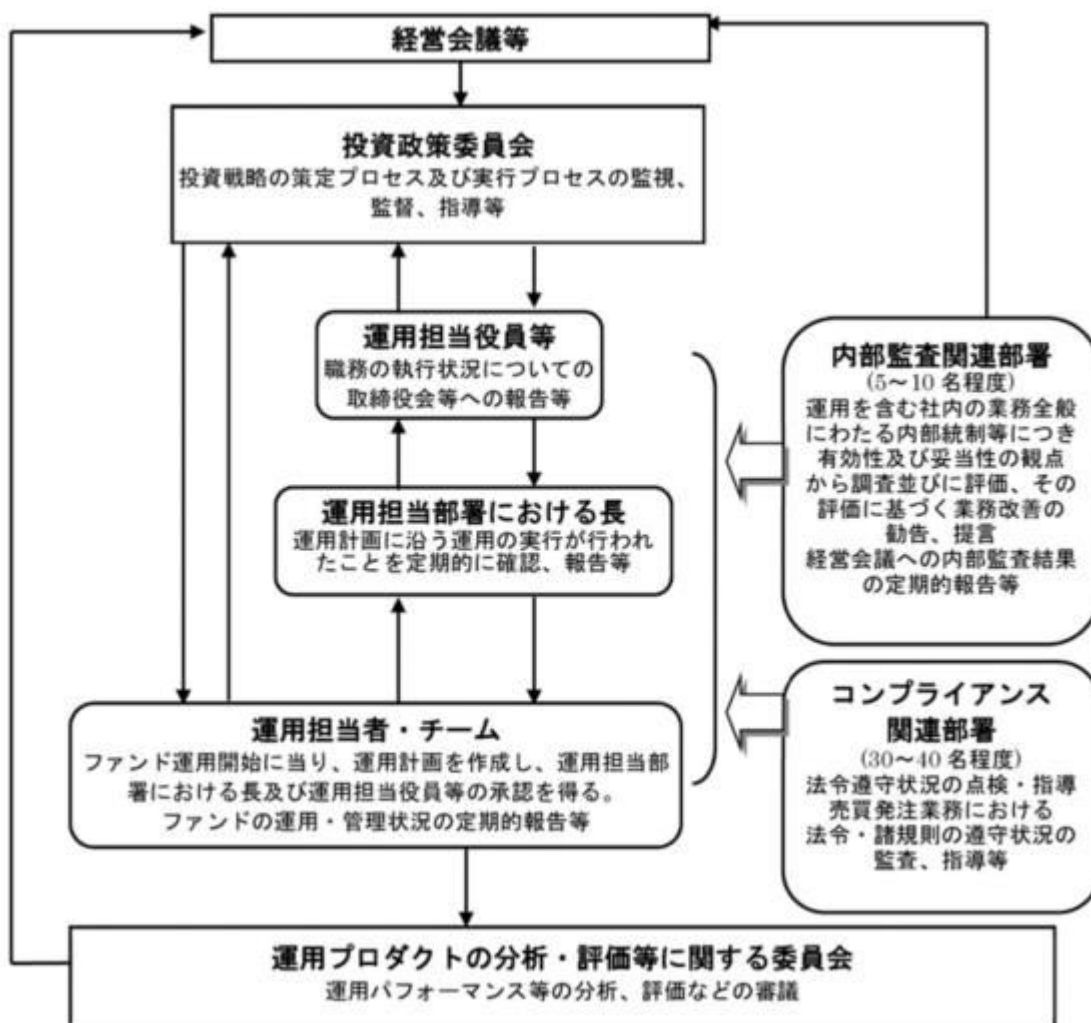 経営会議等
投資政策委員会
投資戦略の策定プロセス及び実行プロセスの監視、
監督、指導等
運用担当役員等
職務の執行状況についての
取締役会等への報告等
運用担当部署における長
運用計画に沿う運用の実行が行われ
たことを定期的に確認、報告等
運用担当者・チーム
ファンド運用開始に当り、運用計画を作成し、運用担当部
署における長及び運用担当役員等の承認を得る。
ファンドの運用・管理状況の定期的報告等
内部監査関連部署
(5～10 名程度)
運用を含む社内の業務全般
にわたる内部統制等につき
有効性及び妥当性の観点
から調査並びに評価、その
評価に基づく業務改善の
勧告、提言
経営会議への内部監査結果
の定期的報告等
コンプライアンス
関連部署
(30～40 名程度)
法令遵守状況の点検・指導
売買発注業務における
法令・諸規則の遵守状況の
監査、指導等
運用プロダクトの分析・評価等に関する委員会
運用パフォーマンス等の分析、評価などの審議